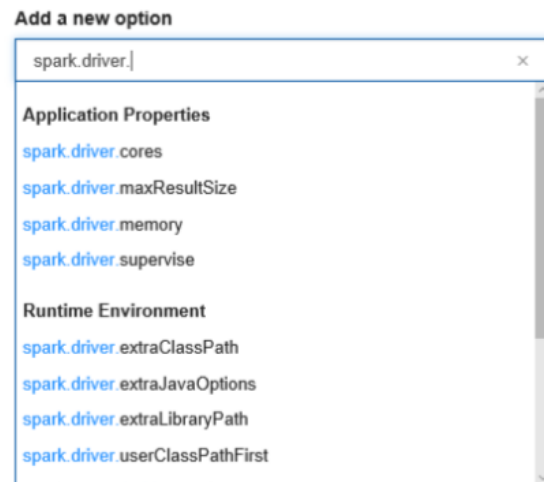 Add a new option
spark.driver.
Application Properties
spark.driver.cores
spark.driver.maxResultSize
spark.driver.memory
spark.driver.supervise
Runtime Environment
spark.driver.extraClassPath
spark.driver.extraJavaOptions
spark.driver.extraLibraryPath
spark.driver.userClassPathFirst